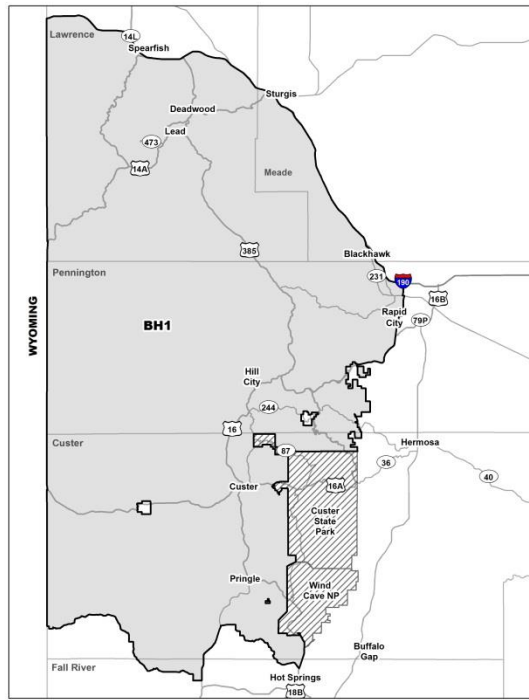 14L
Lawrence
Spearfish
Sturgis
Deadwood
Lead
473
14A
Meade
385
Blackhawk
Pennington
231
190
16B
WYOMING
BH1
Rapid
City
79P
Hill
City
244
16
Custer
87
Hermosa
36
40
Custer
16A
Custer
State
Park
Pringle
Wind
Cave NP
Buffalo
Gap
Fall River
Hot Springs
18B